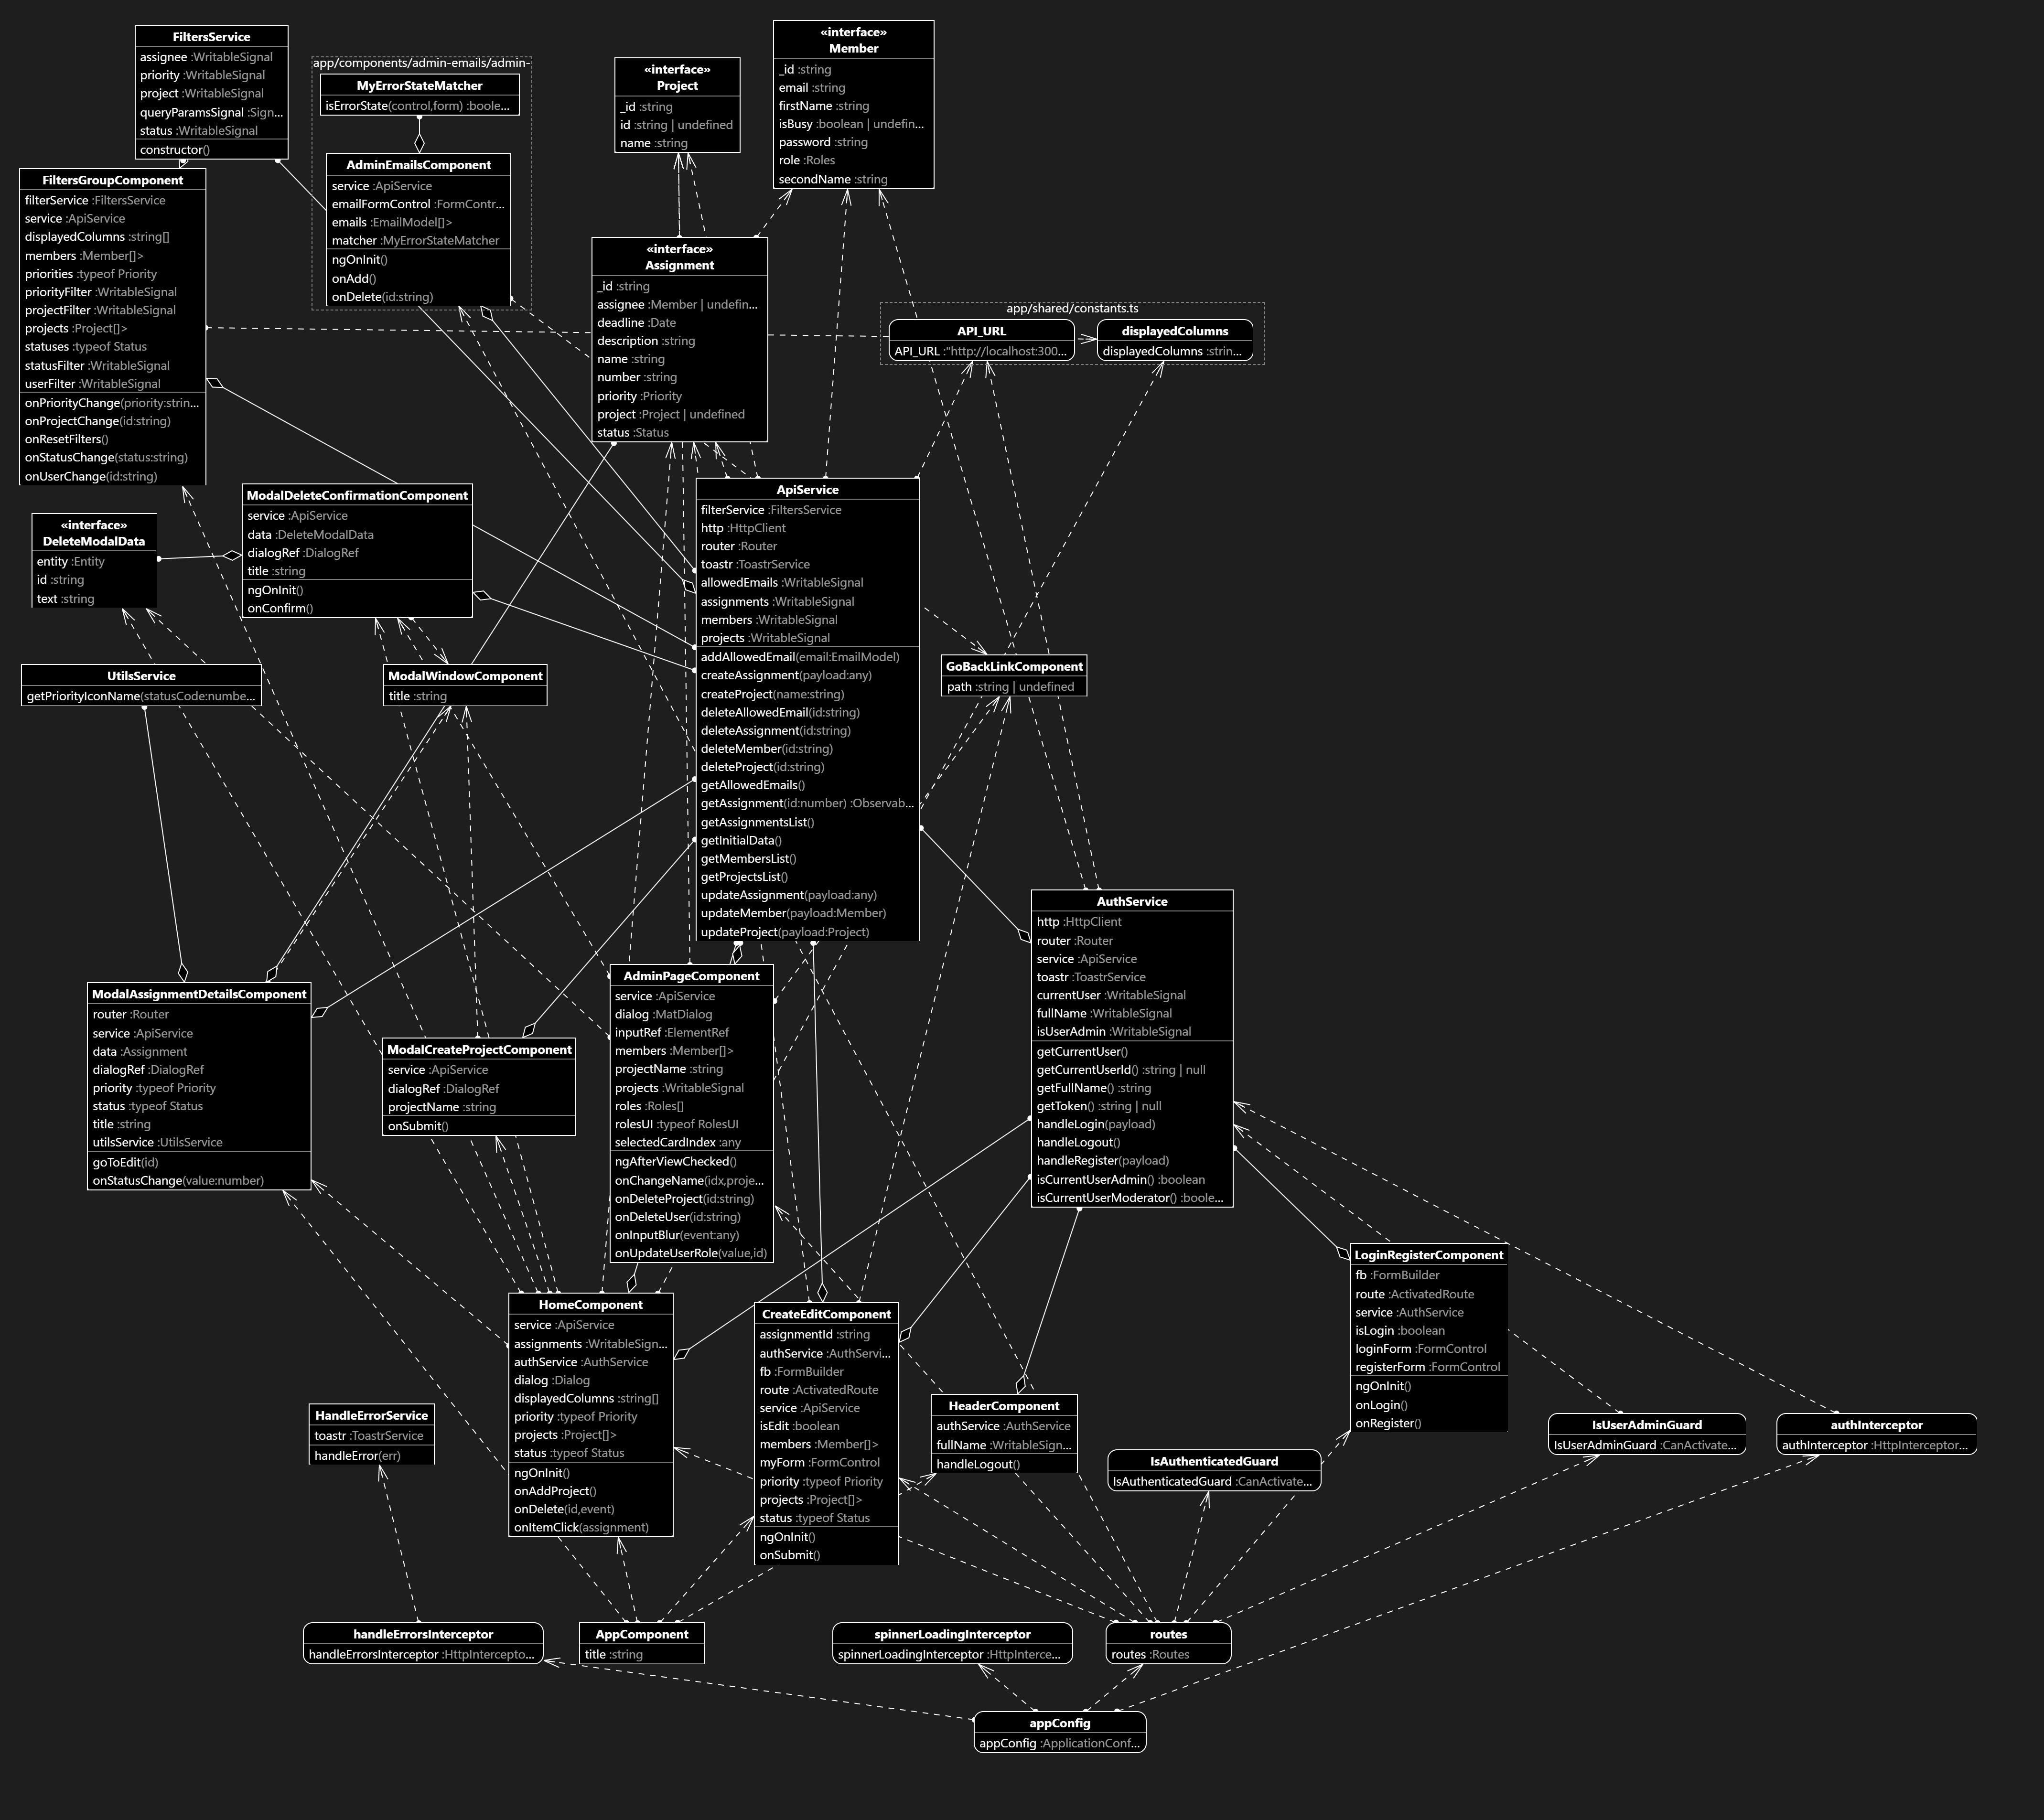 FiltersService
assignee :WritableSignal
priority :WritableSignal
project :WritableSignal
queryParamsSignal :Sign...
status :WritableSignal
constructor()
app/components/admin-emails/admin-
MyErrorStateMatcher
isErrorState(control,form) :boole...
AdminEmailsComponent
service :ApiService
emailFormControl :FormContr...
emails :EmailModel[]>
matcher :MyErrorStateMatcher
ngOnInit()
onAdd()
onDelete(id:string)
«interface»
Project
_id :string
id :string | undefined
name :string
«interface»
Member
_id :string
email :string
firstName :string
isBusy :boolean | undefin...
password :string
role :Roles
secondName :string
FiltersGroupComponent
filterService :FiltersService
service :ApiService
displayedColumns :string[]
members :Member[]>
priorities :typeof Priority
priorityFilter :WritableSignal
projectFilter :WritableSignal
projects :Project[]>
statuses :typeof Status
statusFilter :WritableSignal
userFilter :WritableSignal
onPriorityChange(priority:strin...
onProjectChange(id:string)
onResetFilters()
onStatusChange(status:string)
onUserChange(id:string)
«interface»
Assignment
_id :string
assignee :Member | undefin...
deadline :Date
description :string
name :string
number :string
priority :Priority
project :Project | undefined
status :Status
app/shared/constants.ts
API_URL
API_URL :"http://localhost:300...
displayedColumns
displayedColumns :strin...
ModalDeleteConfirmationComponent
service :ApiService
data :DeleteModalData
dialogRef :DialogRef
title :string
ngOnInit()
onConfirm()
«interface»
DeleteModalData
entity :Entity
id :string
text :string
UtilsService
getPriorityIconName(statusCode:numbe...
ModalWindowComponent
title :string
ApiService
filterService :FiltersService
http :HttpClient
router :Router
toastr :ToastrService
allowedEmails :WritableSignal
assignments :WritableSignal
members :WritableSignal
projects :WritableSignal
addAllowedEmail(email:EmailModel)
createAssignment(payload:any)
createProject(name:string)
deleteAllowedEmail(id:string)
deleteAssignment(id:string)
deleteMember(id:string)
deleteProject(id:string)
getAllowedEmails()
getAssignment(id:number) :Observab...
getAssignmentsList()
getInitialData()
getMembersList()
getProjectsList()
updateAssignment(payload:any)
updateMember(payload:Member)
updateProject(payload:Project)
GoBackLinkComponent
path :string | undefined
AuthService
http :HttpClient
router :Router
service :ApiService
toastr :ToastrService
currentUser :WritableSignal
fullName :WritableSignal
isUserAdmin :WritableSignal
getCurrentUser()
getCurrentUserId() :string | null
getFullName() :string
getToken() :string | null
handleLogin(payload)
handleLogout()
handleRegister(payload)
isCurrentUserAdmin() :boolean
isCurrentUserModerator() :boole...
ModalAssignmentDetailsComponent
router :Router
service :ApiService
data :Assignment
dialogRef :DialogRef
priority :typeof Priority
status :typeof Status
title :string
utilsService :UtilsService
goToEdit(id)
onStatusChange(value:number)
ModalCreateProjectComponent
service :ApiService
dialogRef :DialogRef
projectName :string
onSubmit()
AdminPageComponent
service :ApiService
dialog :MatDialog
inputRef :ElementRef
members :Member[]>
projectName :string
projects :WritableSignal
roles :Roles[]
rolesUI :typeof RolesUI
selectedCardIndex :any
ngAfterViewChecked()
onChangeName(idx,proje...
onDeleteProject(id:string)
onDeleteUser(id:string)
onInputBlur(event:any)
onUpdateUserRole(value,id)
LoginRegisterComponent
fb :FormBuilder
route :ActivatedRoute
service :AuthService
isLogin :boolean
loginForm :FormControl
registerForm :FormControl
ngOnInit()
onLogin()
onRegister()
HomeComponent
service :ApiService
assignments :WritableSign...
authService :AuthService
dialog :Dialog
displayedColumns :string[]
priority :typeof Priority
projects :Project[]>
status :typeof Status
ngOnInit()
onAddProject()
onDelete(id,event)
onItemClick(assignment)
CreateEditComponent
assignmentId :string
authService :AuthServi...
fb :FormBuilder
route :ActivatedRoute
service :ApiService
isEdit :boolean
members :Member[]>
myForm :FormControl
priority :typeof Priority
projects :Project[]>
status :typeof Status
ngOnInit()
onSubmit()
HeaderComponent
authService :AuthService
fullName :WritableSign...
handleLogout()
HandleErrorService
toastr :ToastrService
handleError(err)
IsAuthenticatedGuard
IsAuthenticatedGuard :CanActivate...
IsUserAdminGuard
IsUserAdminGuard :CanActivate...
authInterceptor
authInterceptor :HttpInterceptor...
handleErrorsInterceptor
handleErrorsInterceptor :HttpIntercepto...
AppComponent
title :string
spinnerLoadingInterceptor
spinnerLoadingInterceptor :HttpInterce...
routes
routes :Routes
appConfig
appConfig :ApplicationConf...